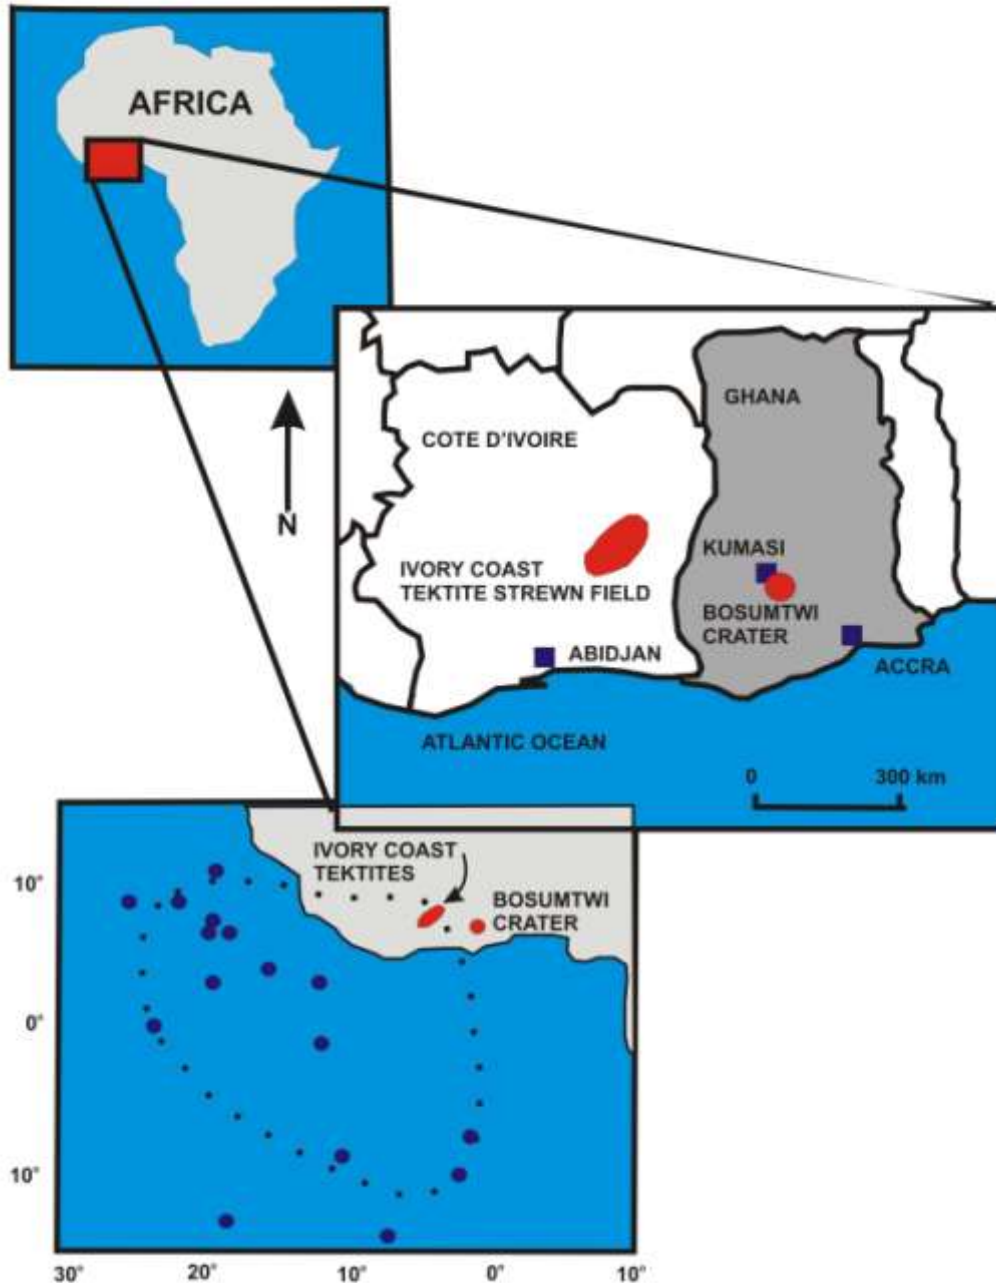 AFRICA
N
GHANA
COTE D'IVOIRE
KUMASI
IVORY COAST
TEKTITE STREWN FIELD
BOSUMTWI
CRATER
ABIDJAN
ACCRA
ATLANTIC OCEAN
0 300 km
IVORY COAST
TEKTITES
BOSUMTWI
CRATER
10°
0°
10°
30° 20° 10° 0° 10°